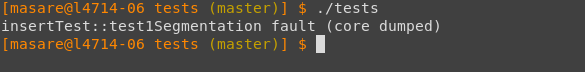 [masare@l4714-06 tests (master)] $ ./tests
insertTest::test1Segmentation fault (core dumped)
[masare@l4714-06 tests (master)] $